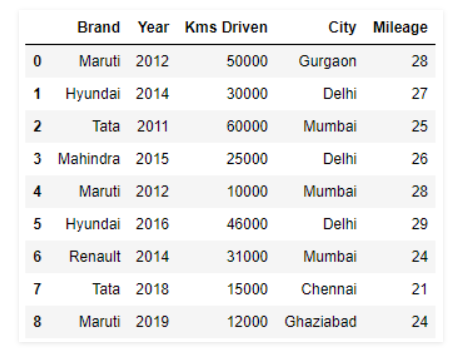 Brand Year Kms Driven City Mileage
0 Maruti 2012 50000 Gurgaon 28
1 Hyundai 2014 30000 Delhi 27
2 Tata 2011 60000 Mumbai 25
3 Mahindra 2015 25000 Delhi 26
4 Maruti 2012 10000 Mumbai 28
5 Hyundai 2016 46000 Delhi 29
6 Renault 2014 31000 Mumbai 24
7 Tata 2018 15000 Chennai 21
8 Maruti 2019 12000 Ghaziabad 24